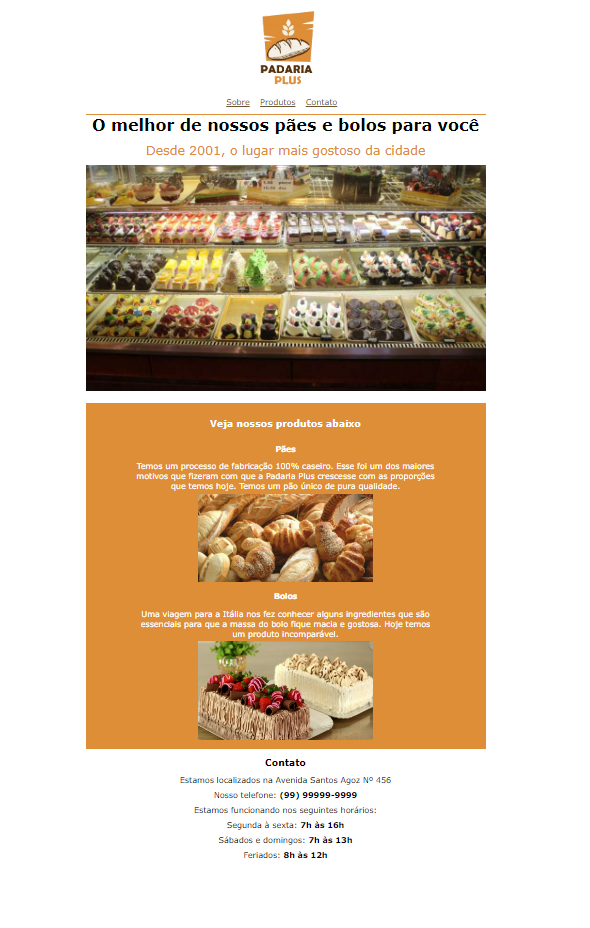 PADARIA
PLUS
Sobre Produtos Contato
O melhor de nossos pães e bolos para você
Desde 2001, o lugar mais gostoso da cidade
Veja nossos produtos abaixo
Pães
Temos um processo de fabricação 100% caseiro. Esse foi um dos maiores
motivos que fizeram com que a Padaria Plus crescesse com as proporções
que temos hoje. Temos um pão único de pura qualidade.
Bolos
Uma viagem para a Itália nos fez conhecer alguns ingredientes que são
essenciais para que a massa do bolo fique macia e gostosa. Hoje temos
um produto incomparável.
Contato
Estamos localizados na Avenida Santos Agoz Nº 456
Nosso telefone: (99) 99999-9999
Estamos funcionando nos seguintes horários:
Segunda à sexta: 7h às 16h
Sábados e domingos: 7h às 13h
Feriados: 8h às 12h